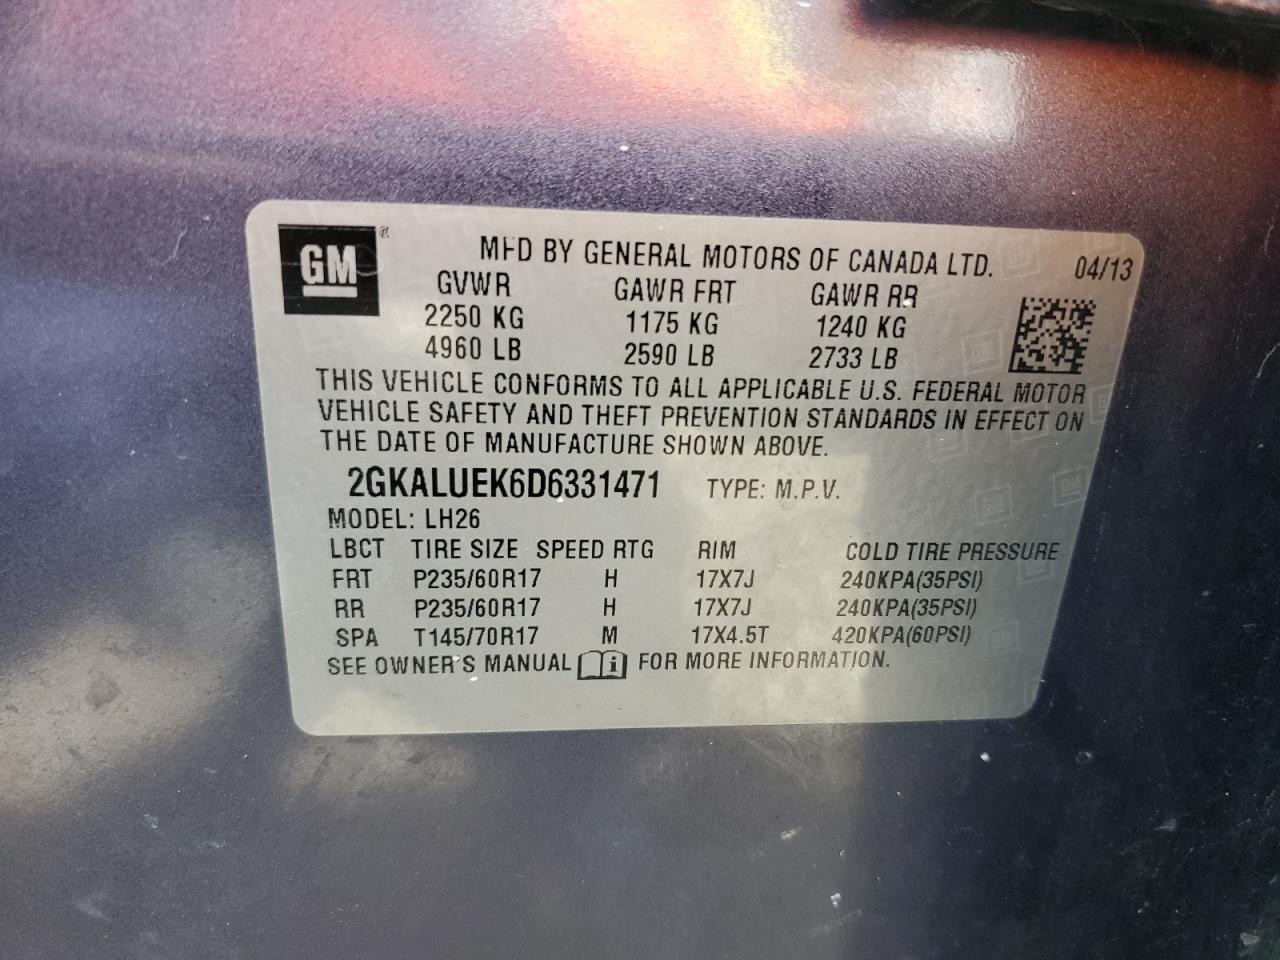 GM ®
MFD BY GENERAL MOTORS OF CANADA LTD. 04/13
GVWR GAWR FRT GAWR RR
2250 KG 1175 KG 1240 KG
4960 LB 2590 LB 2733 LB
THIS VEHICLE CONFORMS TO ALL APPLICABLE U.S. FEDERAL MOTOR
VEHICLE SAFETY AND THEFT PREVENTION STANDARDS IN EFFECT ON
THE DATE OF MANUFACTURE SHOWN ABOVE.
2GKALUEK6D6331471 TYPE: M.P.V.
MODEL: LH26
LBCT TIRE SIZE SPEED RTG RIM COLD TIRE PRESSURE
FRT P235/60R17 H 17X7J 240KPA(35PSI)
RR P235/60R17 H 17X7J 240KPA(35PSI)
SPA T145/70R17 M 17X4.5T 420KPA(60PSI)
SEE OWNER'S MANUAL i FOR MORE INFORMATION.